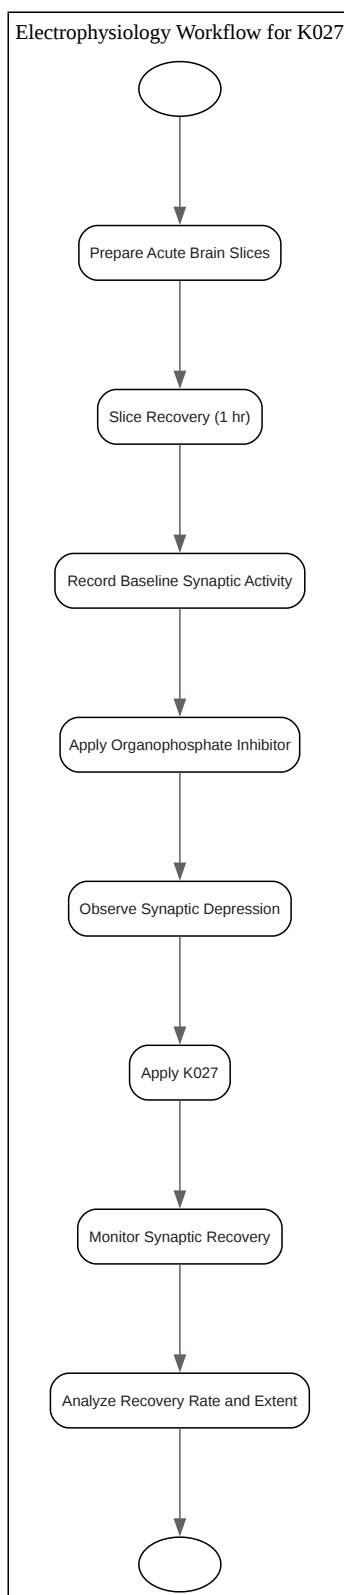 Electrophysiology Workflow for K027
Prepare Acute Brain Slices
Slice Recovery (1 hr)
Record Baseline Synaptic Activity
Apply Organophosphate Inhibitor
Observe Synaptic Depression
Apply K027
Monitor Synaptic Recovery
Analyze Recovery Rate and Extent